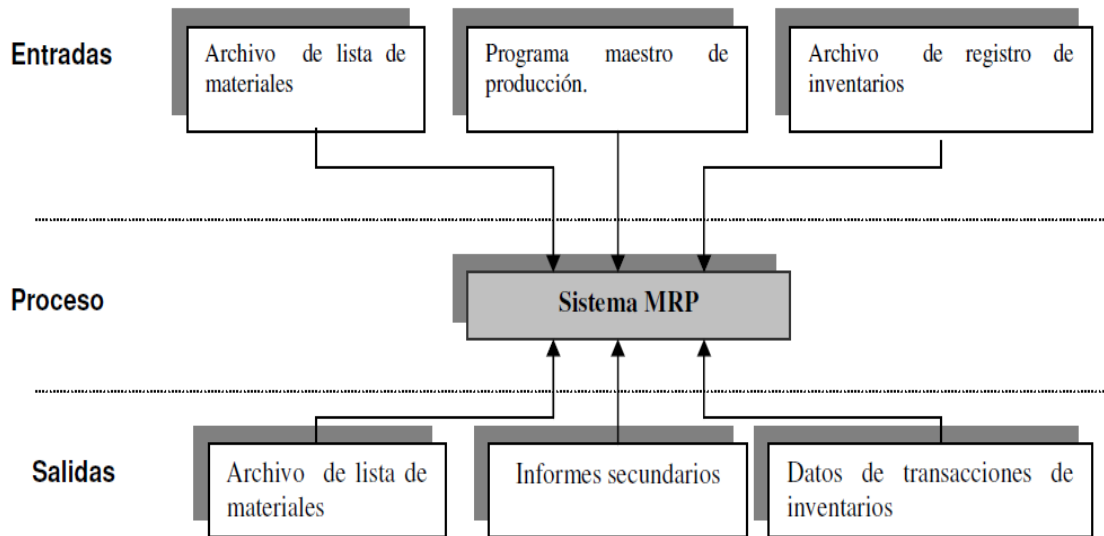 Entradas
Archivo de lista de
materiales
Programa maestro de
producción.
Archivo de registro de
inventarios
Proceso
Sistema MRP
Salidas
Archivo de lista de
materiales
Informes secundarios
Datos de transacciones de
inventarios